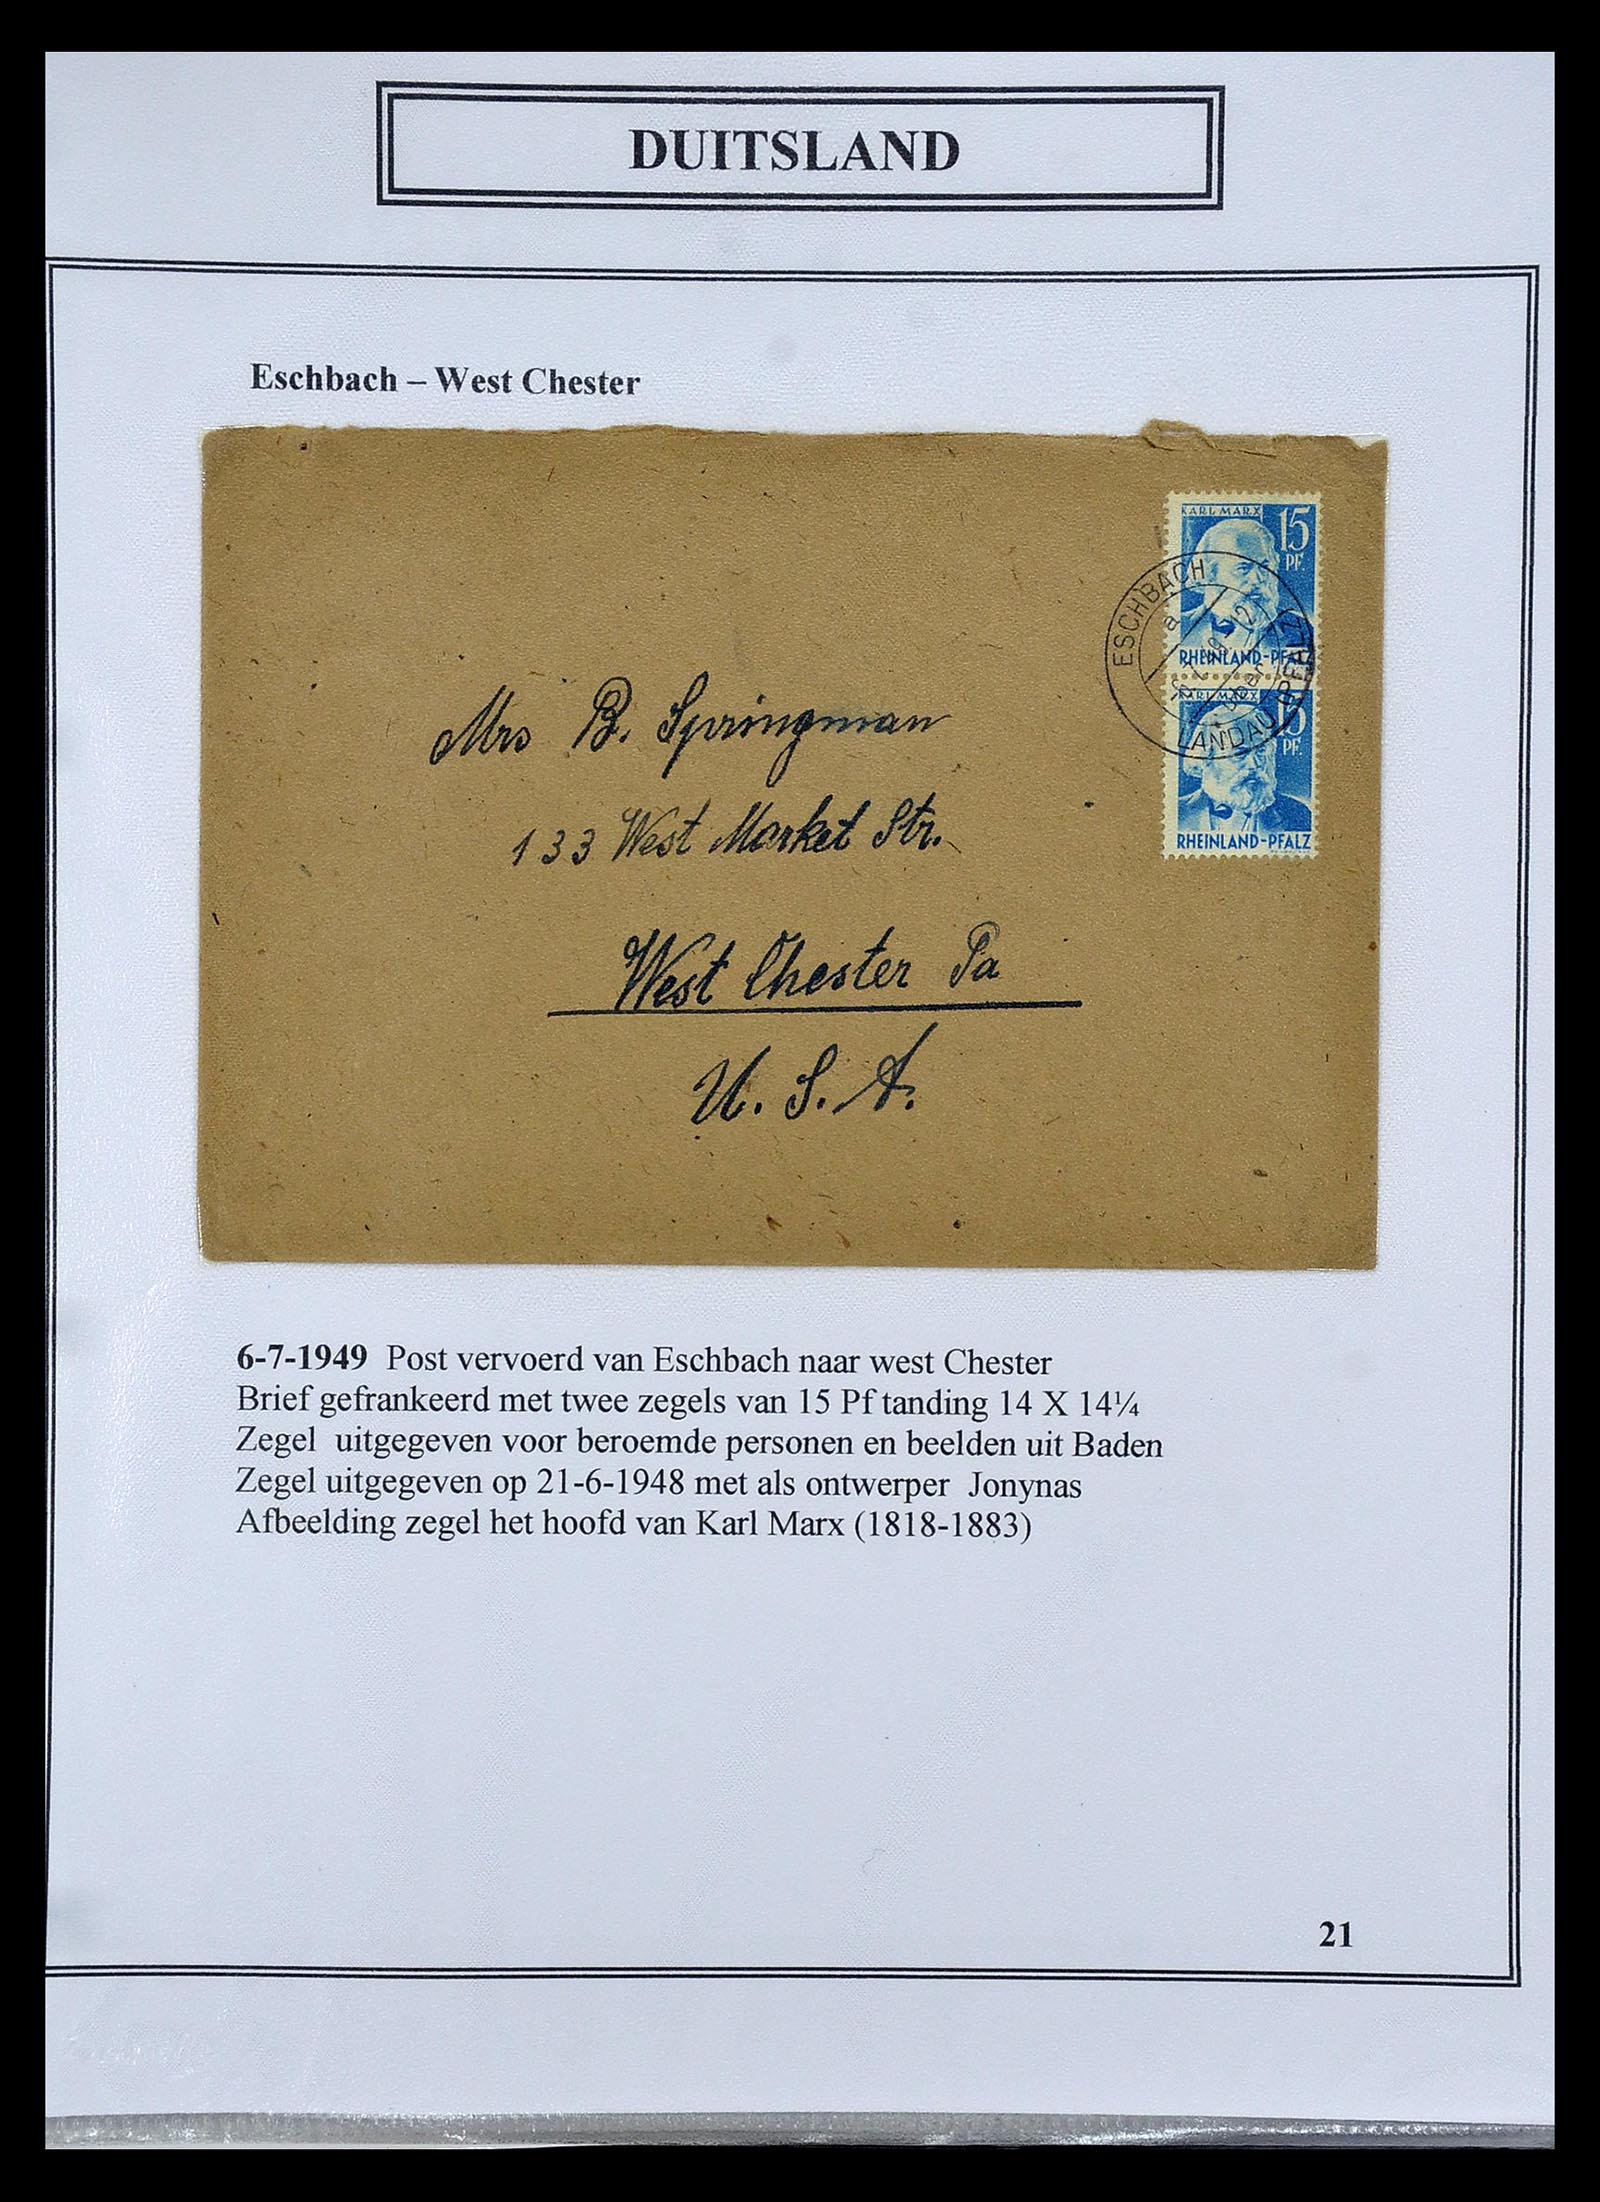 DUITSLAND
Eschbach – West Chester
KARL MARX 15
PF.
RHEINLAND-PFALZ
ESCHBACH
a
über
LANDAU (PFALZ)
KARL MARX 15
PF.
RHEINLAND-PFALZ
Mrs B. Springman
133 West Market Str.
West Chester Pa
U. S. A.
6-7-1949 Post vervoerd van Eschbach naar west Chester
Brief gefrankeerd met twee zegels van 15 Pf tanding 14 X 14¼
Zegel uitgegeven voor beroemde personen en beelden uit Baden
Zegel uitgegeven op 21-6-1948 met als ontwerper Jonynas
Afbeelding zegel het hoofd van Karl Marx (1818-1883)
21